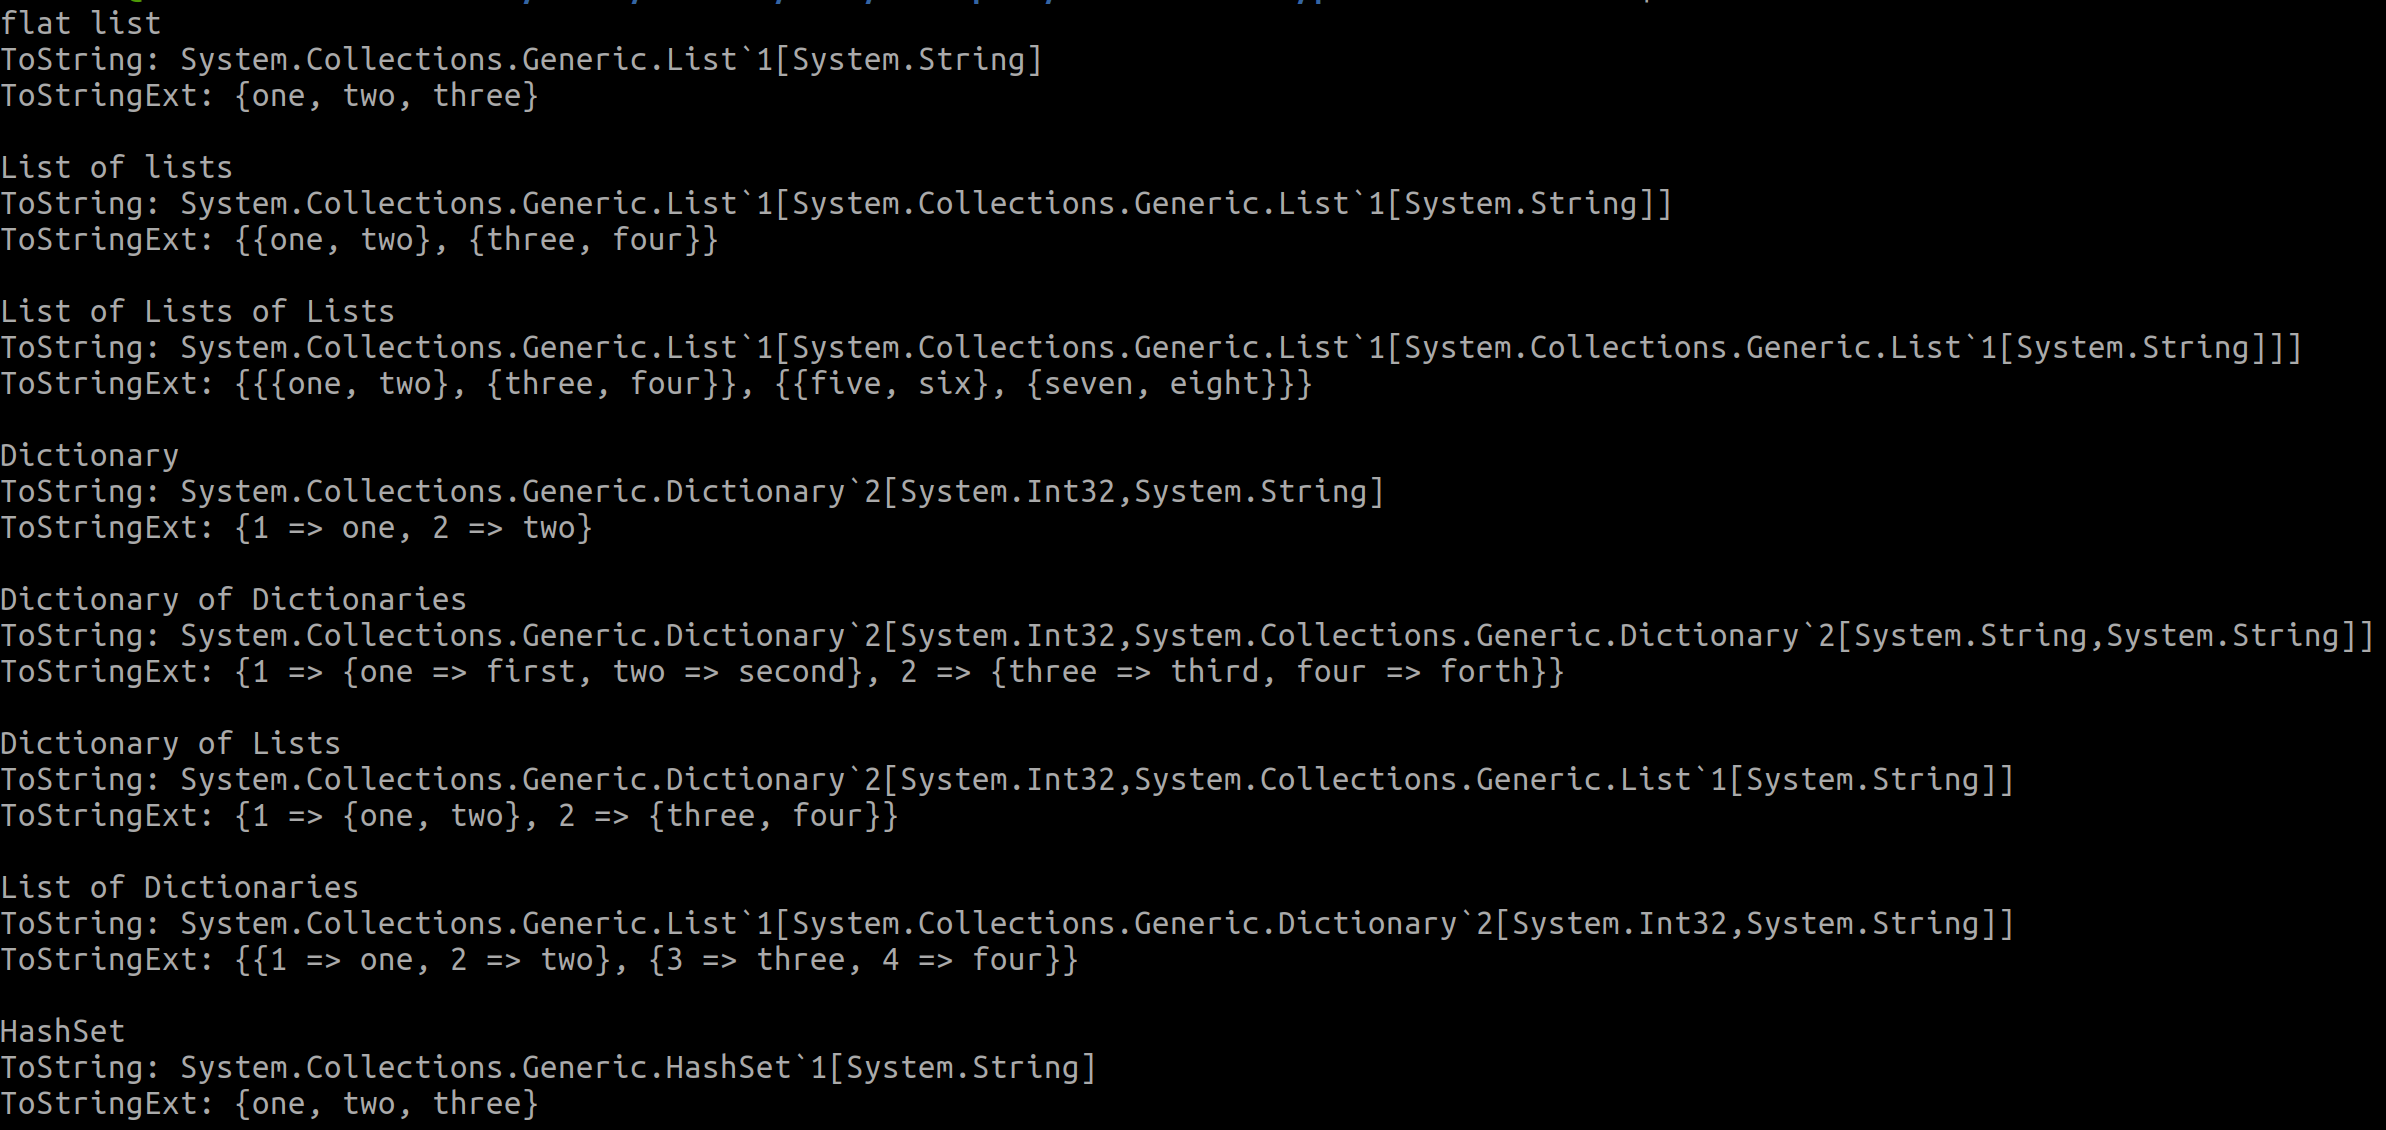 flat list
ToString: System.Collections.Generic.List`1[System.String]
ToStringExt: {one, two, three}
List of lists
ToString: System.Collections.Generic.List`1[System.Collections.Generic.List`1[System.String]]
ToStringExt: {{one, two}, {three, four}}
List of Lists of Lists
ToString: System.Collections.Generic.List`1[System.Collections.Generic.List`1[System.Collections.Generic.List`1[System.String]]]
ToStringExt: {{{one, two}, {three, four}}, {{five, six}, {seven, eight}}}
Dictionary
ToString: System.Collections.Generic.Dictionary`2[System.Int32,System.String]
ToStringExt: {1 => one, 2 => two}
Dictionary of Dictionaries
ToString: System.Collections.Generic.Dictionary`2[System.Int32,System.Collections.Generic.Dictionary`2[System.String,System.String]]
ToStringExt: {1 => {one => first, two => second}, 2 => {three => third, four => forth}}
Dictionary of Lists
ToString: System.Collections.Generic.Dictionary`2[System.Int32,System.Collections.Generic.List`1[System.String]]
ToStringExt: {1 => {one, two}, 2 => {three, four}}
List of Dictionaries
ToString: System.Collections.Generic.List`1[System.Collections.Generic.Dictionary`2[System.Int32,System.String]]
ToStringExt: {{1 => one, 2 => two}, {3 => three, 4 => four}}
HashSet
ToString: System.Collections.Generic.HashSet`1[System.String]
ToStringExt: {one, two, three}